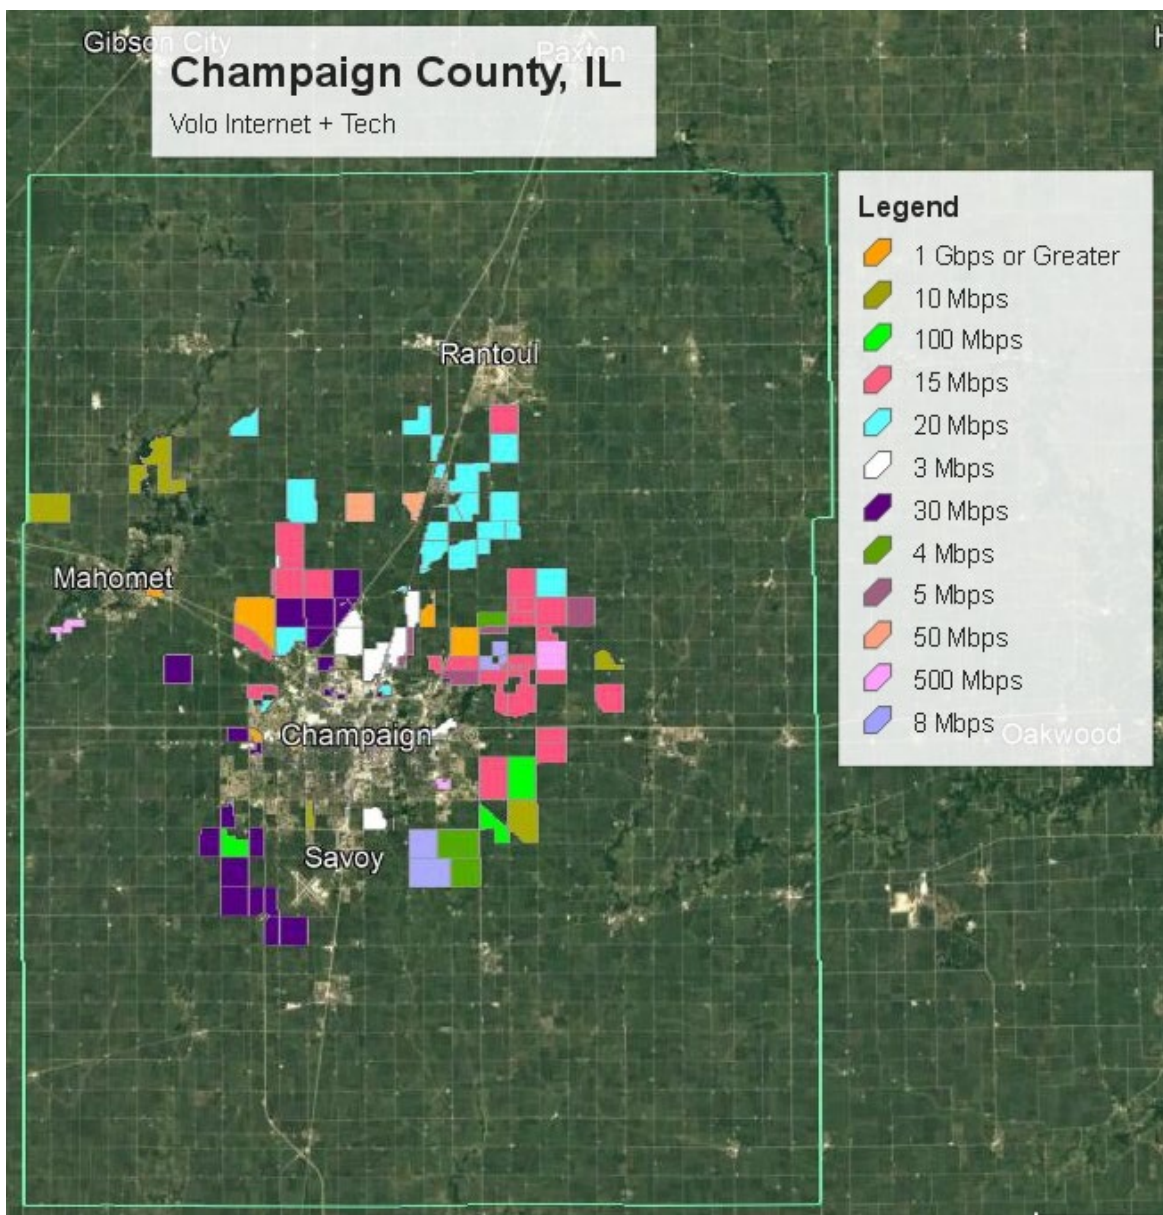 Gibson City
Paxton
Champaign County, IL
Volo Internet + Tech
H
Legend
1 Gbps or Greater
10 Mbps
100 Mbps
15 Mbps
20 Mbps
3 Mbps
30 Mbps
4 Mbps
5 Mbps
50 Mbps
500 Mbps
8 Mbps
Rantoul
Mahomet
Champaign
Oakwood
Savoy